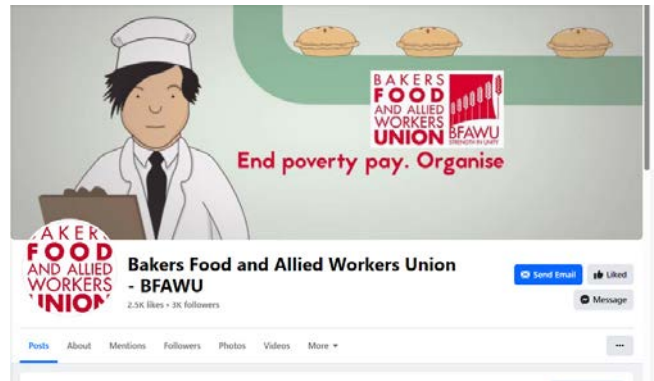 BAKERS
FOOD
AND ALLIED
WORKERS
UNION
BFAWU
STRENGTH IN UNITY
End poverty pay. Organise
BAKERS
FOOD
AND ALLIED
WORKERS
UNION
Bakers Food and Allied Workers Union
- BFAWU
2.5K likes • 3K followers
Send Email
Liked
Message
Posts About Mentions Followers Photos Videos More